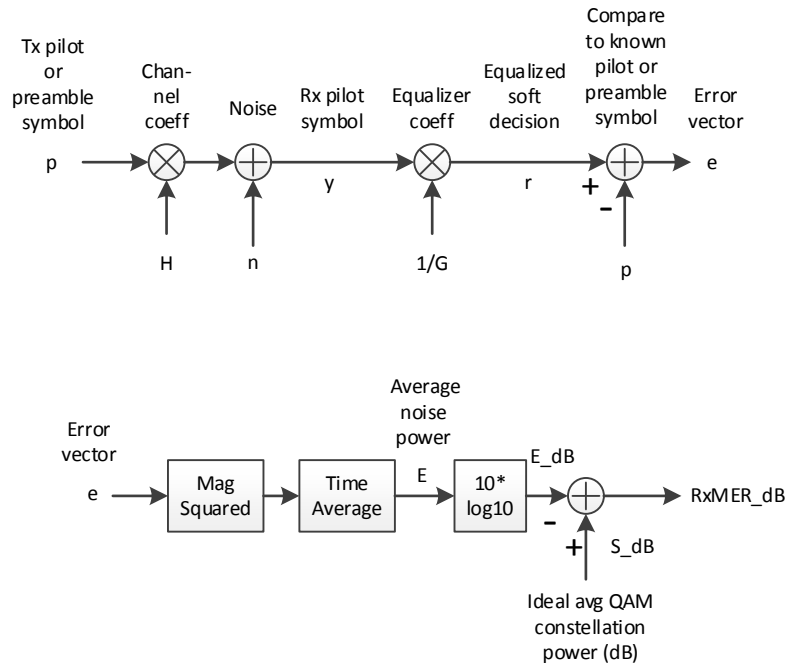 Tx pilot
or
preamble
symbol
p
Chan-
nel
coeff
H
Noise
n
Rx pilot
symbol
y
Equalizer
coeff
1/G
Equalized
soft
decision
r
Compare
to known
pilot or
preamble
symbol
+
-
p
Error
vector
e
Error
vector
e
Mag
Squared
Time
Average
Average
noise
power
E
10*
log10
E_dB
-
+
S_dB
Ideal avg QAM
constellation
power (dB)
RxMER_dB